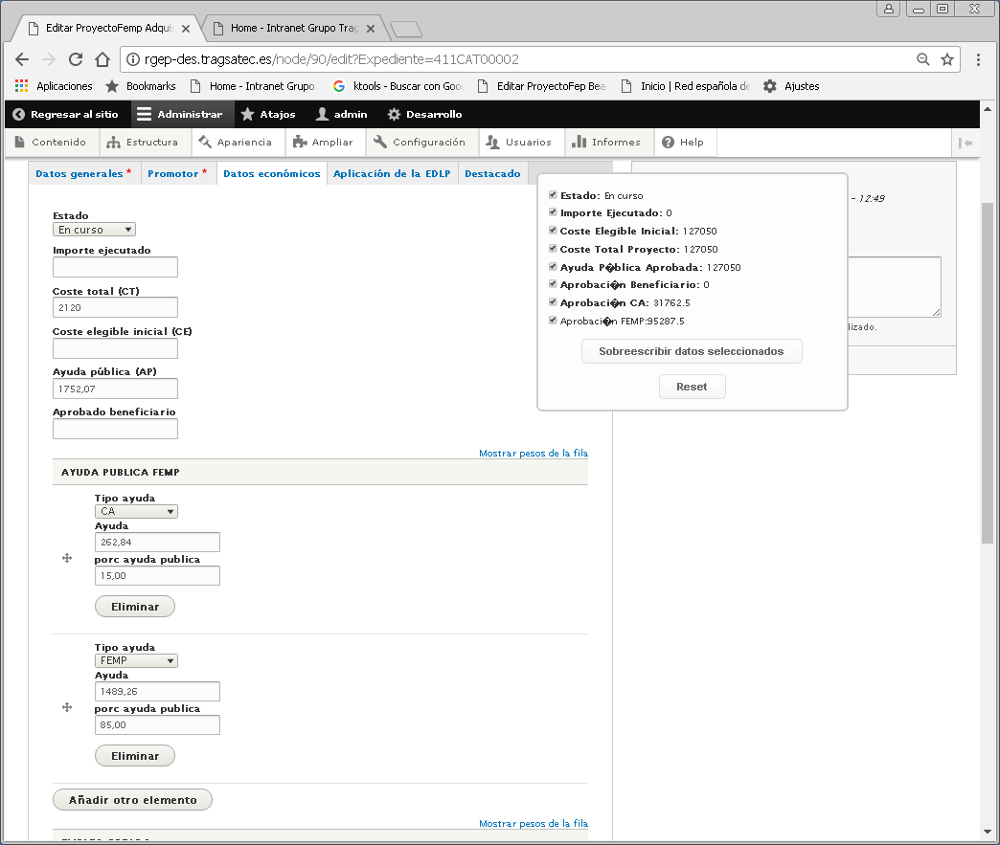 Editar ProyectoFemp Adqui
Home - Intranet Grupo Trag
rgep-des.tragsatec.es/node/90/edit?Expediente=411CAT00002
Aplicaciones Bookmarks Home - Intranet Grupo ktools - Buscar con Goo Editar ProyectoFep Bea Inicio | Red española de Ajustes
Regresar al sitio Administrar Atajos admin Desarrollo
Contenido Estructura Apariencia Ampliar Configuración Usuarios Informes Help
Datos generales * Promotor * Datos económicos Aplicación de la EDLP Destacado
- 12:49
lizado.
Estado: En curso
Importe Ejecutado: 0
Coste Elegible Inicial: 127050
Coste Total Proyecto: 127050
Ayuda P�blica Aprobada: 127050
Aprobaci�n Beneficiario: 0
Aprobaci�n CA: 31762.5
Aprobaci�n FEMP:95287.5
Sobreescribir datos seleccionados
Reset
Estado
En curso
Importe ejecutado
Coste total (CT)
2120
Coste elegible inicial (CE)
Ayuda pública (AP)
1752,07
Aprobado beneficiario
Mostrar pesos de la fila
AYUDA PUBLICA FEMP
Tipo ayuda
CA
Ayuda
262,84
porc ayuda publica
15,00
Eliminar
Tipo ayuda
FEMP
Ayuda
1489,26
porc ayuda publica
85,00
Eliminar
Añadir otro elemento
Mostrar pesos de la fila